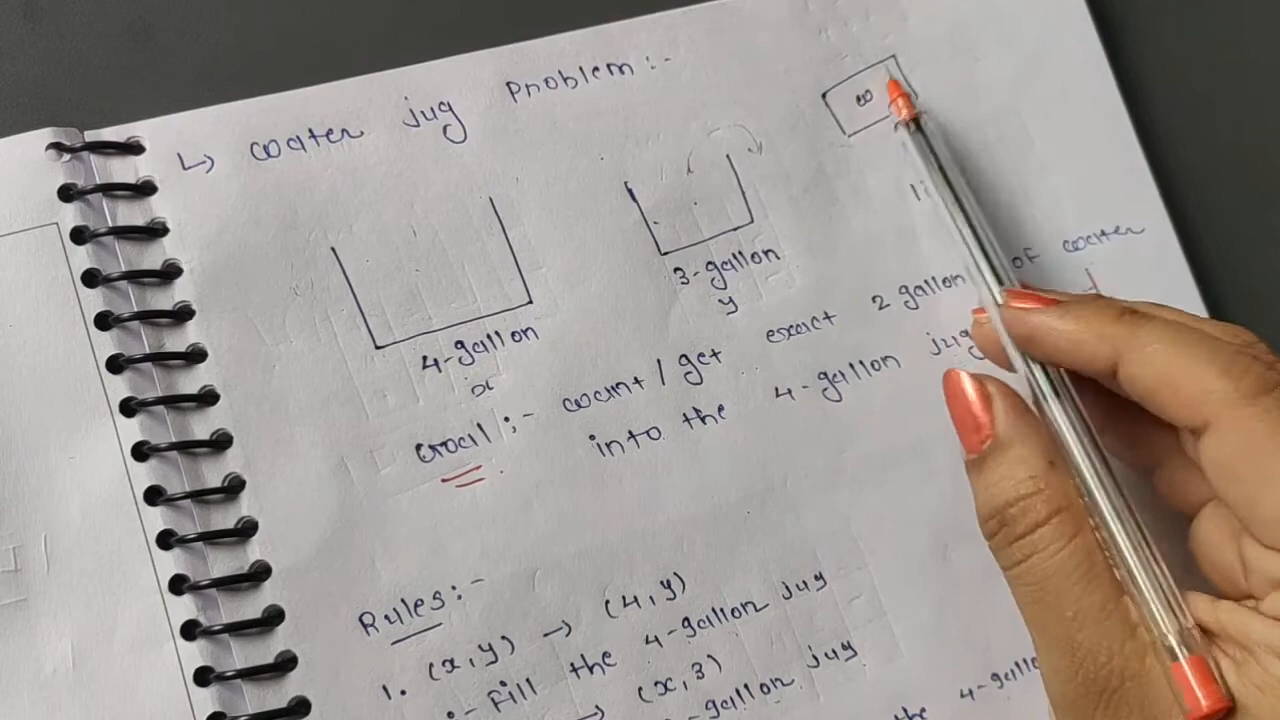 ↳ water jug problem:-
∞
4-gallon
x
3-gallon
y
Goal:- want / get exact 2 gallon of water
into the 4-gallon jug
Rules:-
1. (x,y) → (4,y)
:- Fill the 4-gallon jug
→ (x,3)
-gallon jug
the 4-gallo